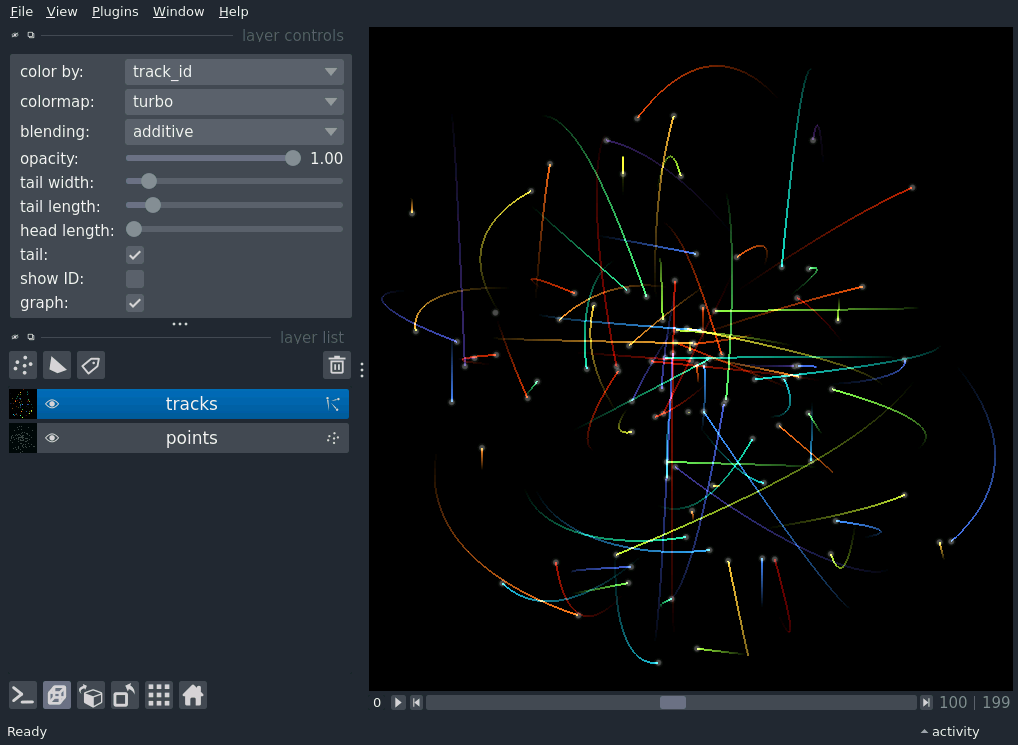 File View Plugins Window Help
layer controls
color by: track_id
colormap: turbo
blending: additive
opacity: 1.00
tail width:
tail length:
head length:
tail:
show ID:
graph:
layer list
tracks
points
0 100 | 199
Ready activity